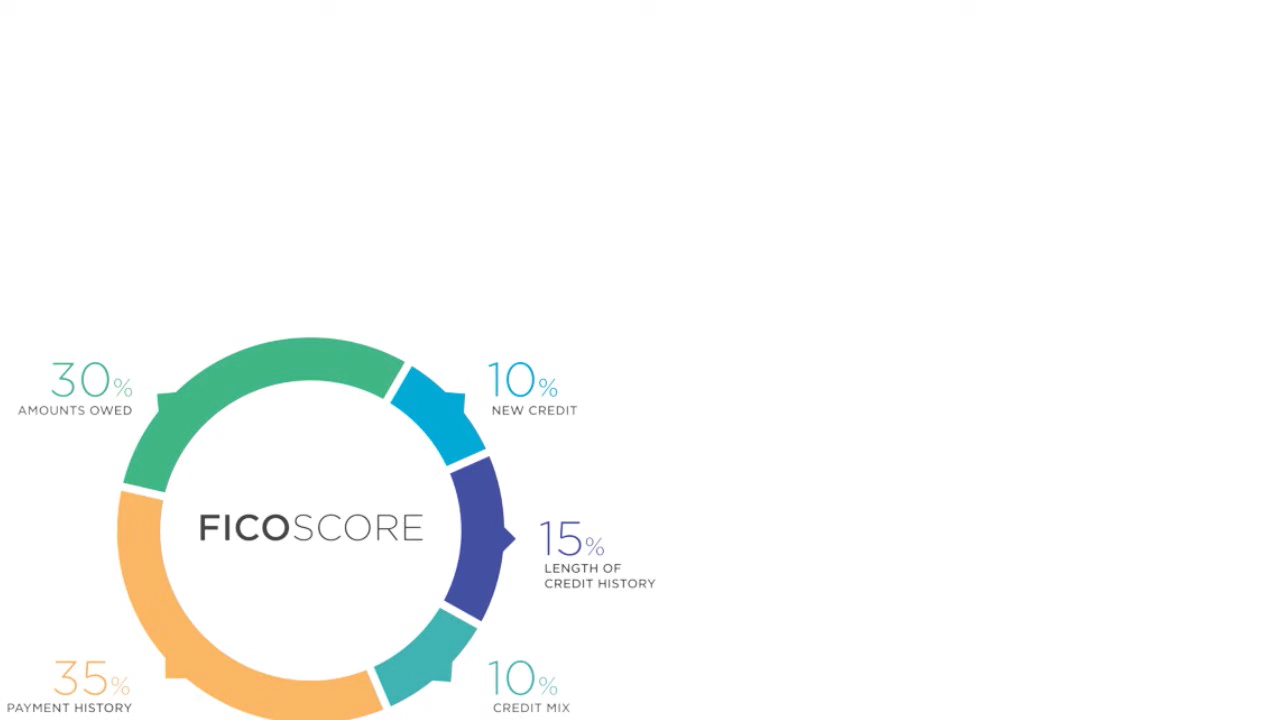 30%
AMOUNTS OWED
10%
NEW CREDIT
FICOSCORE
15%
LENGTH OF
CREDIT HISTORY
35%
PAYMENT HISTORY
10%
CREDIT MIX